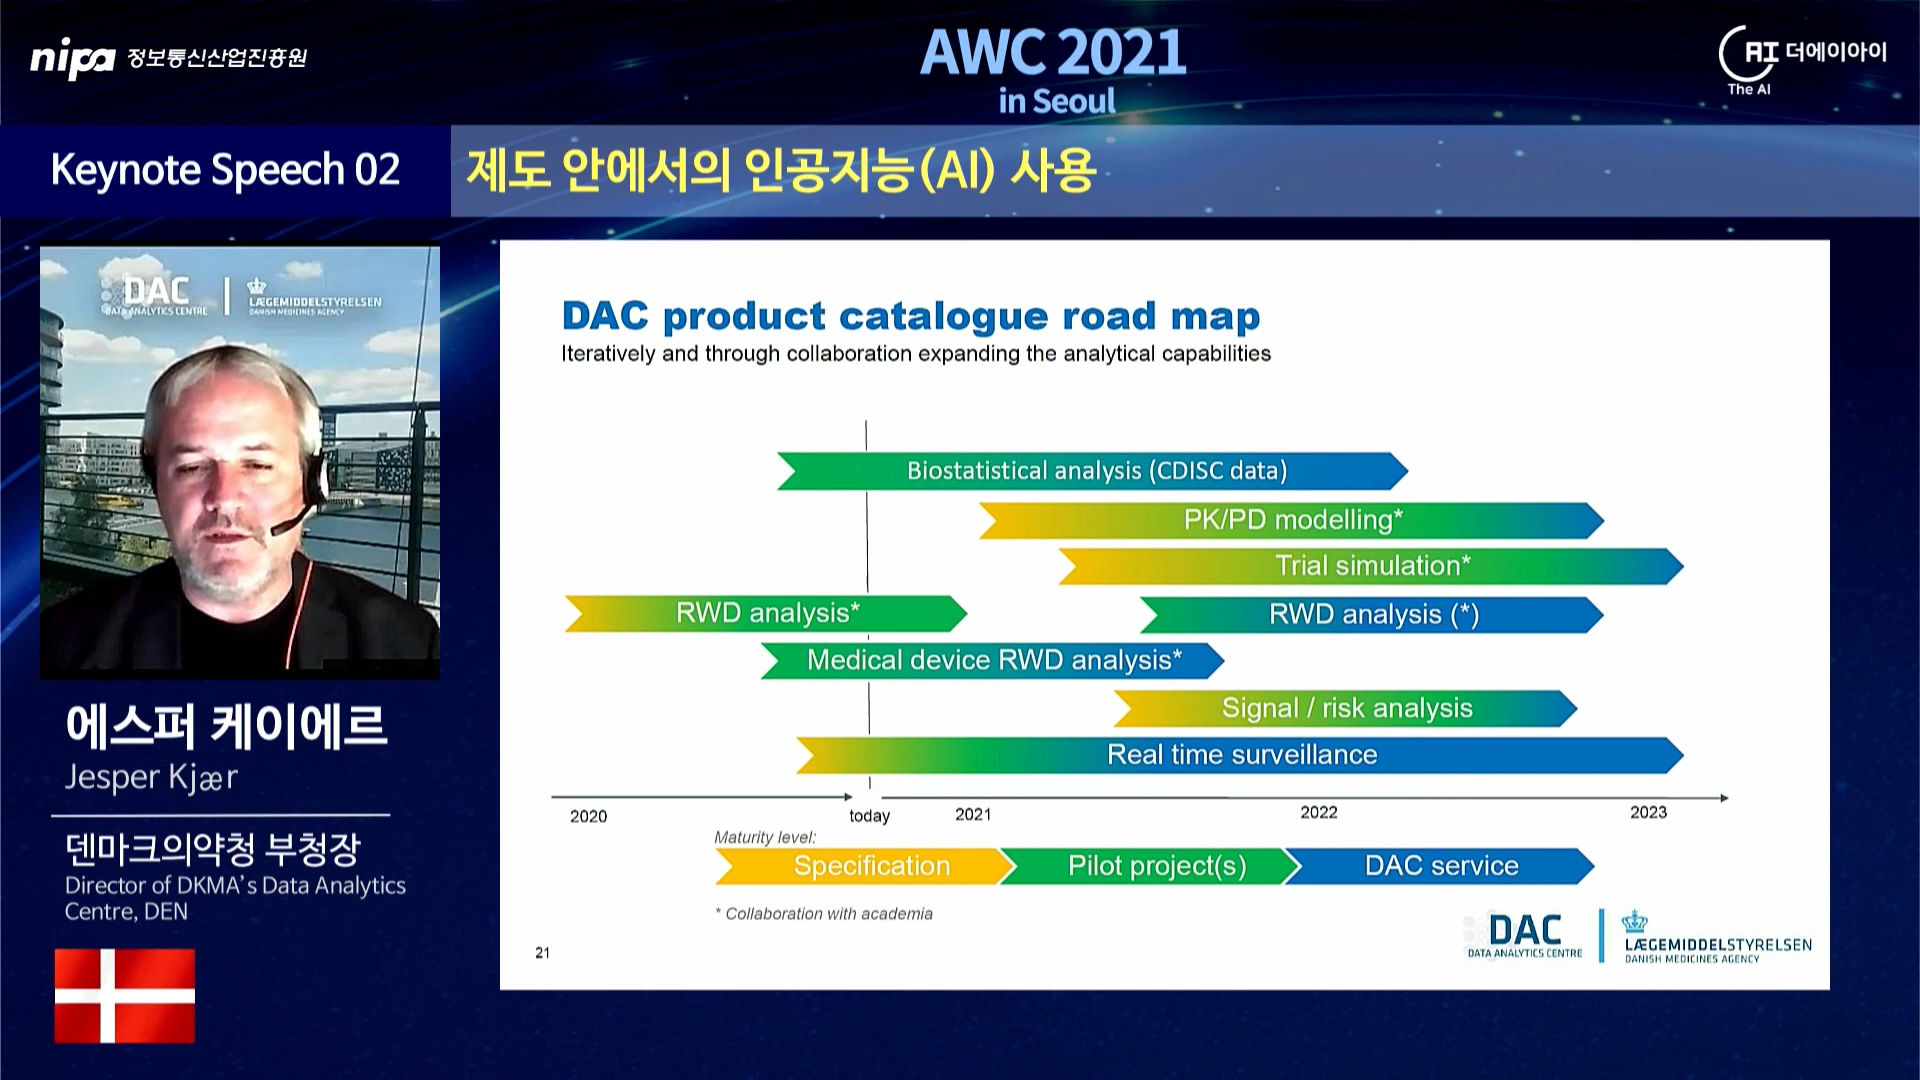 nipa 정보통신산업진흥원
AWC 2021
in Seoul
AI 더에이아이
The AI
Keynote Speech 02
제도 안에서의 인공지능(AI) 사용
DAC
DATA ANALYTICS CENTRE
LÆGEMIDDELSTYRELSEN
DANISH MEDICINES AGENCY
에스퍼 케이에르
Jesper Kjær
덴마크의약청 부청장
Director of DKMA's Data Analytics
Centre, DEN
DAC product catalogue road map
Iteratively and through collaboration expanding the analytical capabilities
Biostatistical analysis (CDISC data)
PK/PD modelling*
Trial simulation*
RWD analysis*
RWD analysis (*)
Medical device RWD analysis*
Signal / risk analysis
Real time surveillance
2020
today
2021
2022
2023
Maturity level:
Specification
Pilot project(s)
DAC service
* Collaboration with academia
21
DAC
DATA ANALYTICS CENTRE
LÆGEMIDDELSTYRELSEN
DANISH MEDICINES AGENCY